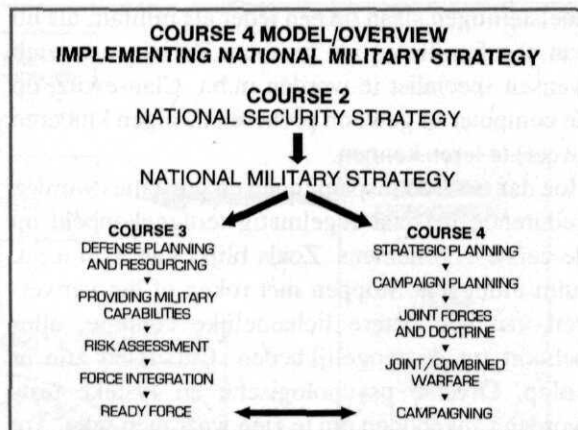 COURSE 4 MODEL/OVERVIEW
IMPLEMENTING NATIONAL MILITARY STRATEGY
COURSE 2
NATIONAL SECURITY STRATEGY
NATIONAL MILITARY STRATEGY
COURSE 3
DEFENSE PLANNING
AND RESOURCING
PROVIDING MILITARY
CAPABILITIES
RISK ASSESSMENT
FORCE INTEGRATION
READY FORCE
COURSE 4
STRATEGIC PLANNING
CAMPAIGN PLANNING
JOINT FORCES
AND DOCTRINE
JOINT/COMBINED
WARFARE
CAMPAIGNING